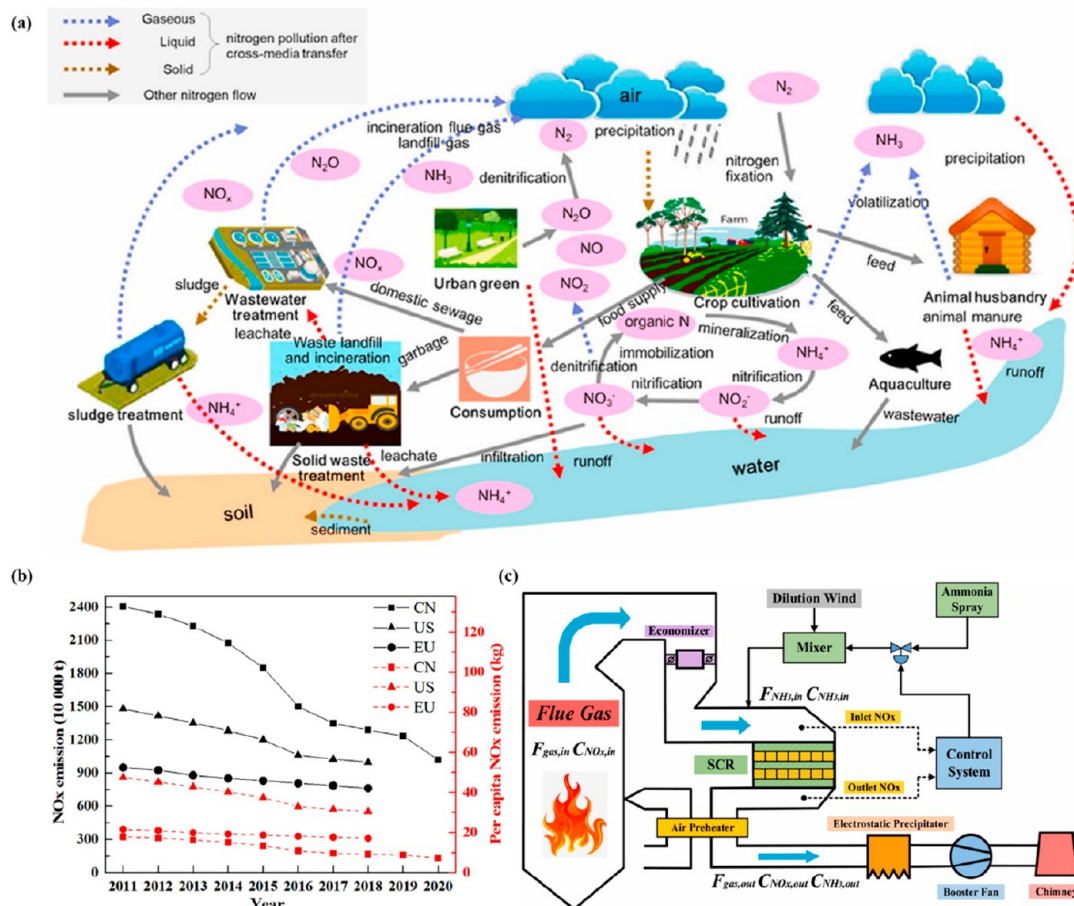 (a)
Gaseous
Liquid
Solid
nitrogen pollution after
cross-media transfer
Other nitrogen flow
air
N₂
NH₃
incineration flue gas
landfill gas
N₂
precipitation
N₂O
NH₃
denitrification
nitrogen
fixation
precipitation
NOₓ
volatilization
N₂O
Farm
NO
NOₓ
NO₂
feed
sludge
Urban green
Crop cultivation
Wastewater
treatment
domestic sewage
food supply
feed
Animal husbandry
animal manure
leachate
organic N
mineralization
Waste landfill
and incineration
garbage
immobilization
NH₄⁺
NH₄⁺
denitrification
runoff
Aquaculture
sludge treatment
NH₄⁺
Consumption
nitrification
nitrification
NO₃⁻
NO₂⁻
wastewater
runoff
Solid waste
treatment
leachate
infiltration
runoff
water
NH₄⁺
soil
sediment
(b)
NOx emission (10 000 t)
2400
2100
1800
1500
1200
900
600
300
0
CN
US
EU
CN
US
EU
120
100
80
60
40
20
0
Per capita NOx emission (kg)
2011 2012 2013 2014 2015 2016 2017 2018 2019 2020
Year
(c)
Dilution Wind
Ammonia
Spray
Economizer
Mixer
F_NH₃,in C_NH₃,in
Flue Gas
Inlet NOx
F_gas,in C_NOx,in
SCR
Control
System
Outlet NOx
Air Preheater
Electrostatic Precipitator
F_gas,out C_NOx,out C_NH₃,out
Booster Fan
Chimney